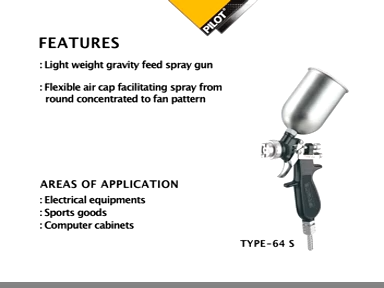 PILOT
FEATURES
: Light weight gravity feed spray gun
: Flexible air cap facilitating spray from
round concentrated to fan pattern
AREAS OF APPLICATION
: Electrical equipments
: Sports goods
: Computer cabinets
TYPE-64 S